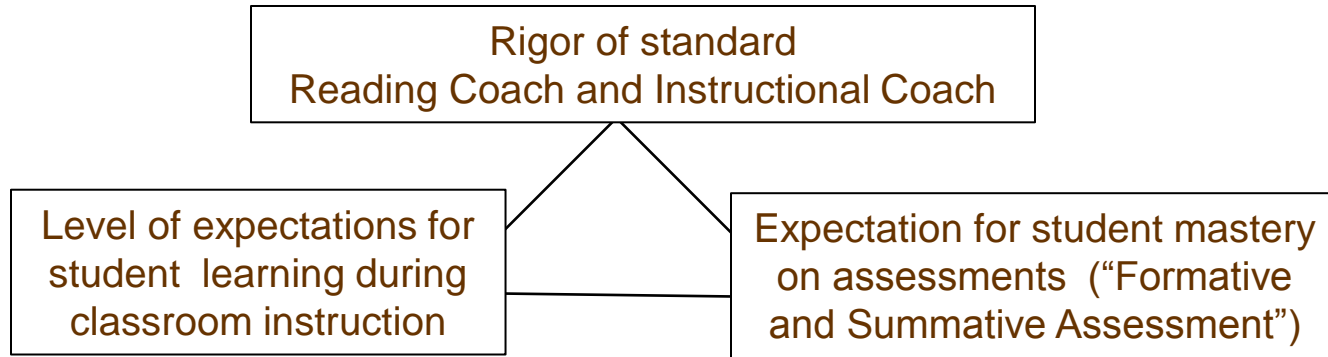 Rigor of standard
Reading Coach and Instructional Coach
Level of expectations for
student  learning during
classroom instruction
Expectation for student mastery
on assessments  (“Formative
and Summative Assessment”)